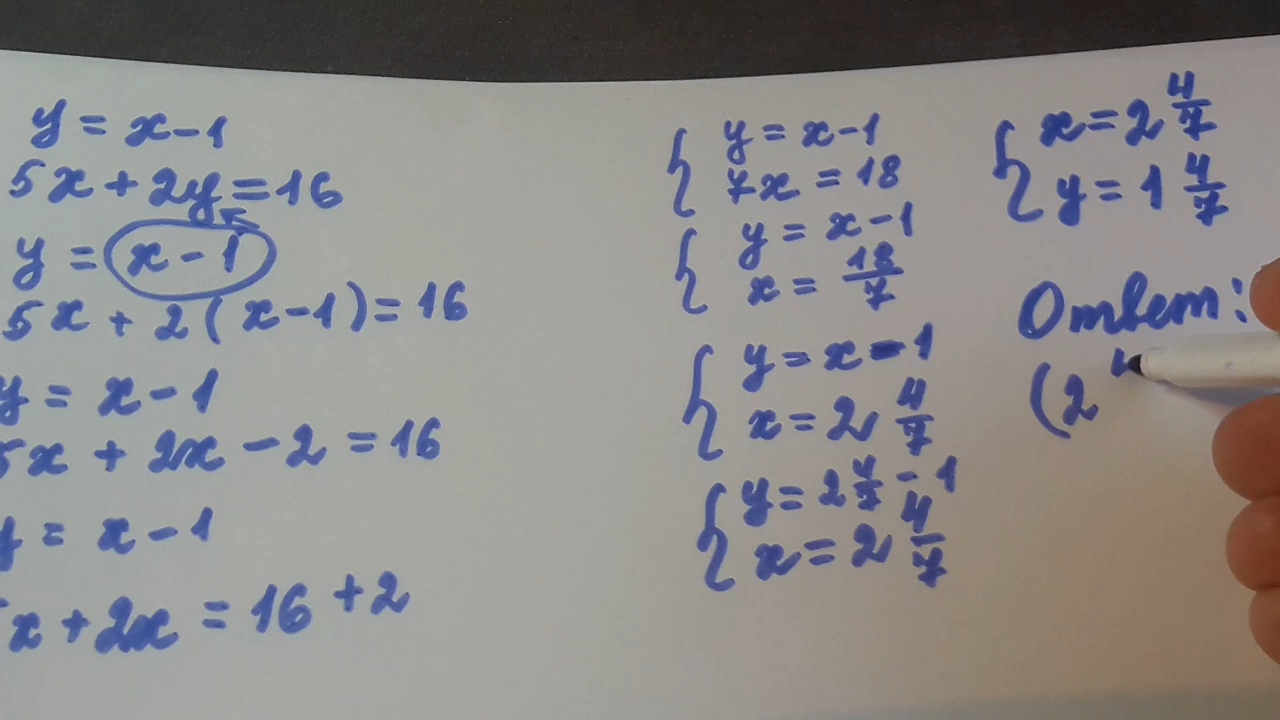 y = x - 1
5x + 2y = 16
y = x - 1
5x + 2(x - 1) = 16
y = x - 1
5x + 2x - 2 = 16
y = x - 1
5x + 2x = 16 + 2
y = x - 1
7x = 18
y = x - 1
x = 18/7
y = x - 1
x = 2 4/7
y = 2 4/7 - 1
x = 2 4/7
x = 2 4/7
y = 1 4/7
Ответ:
(2 4